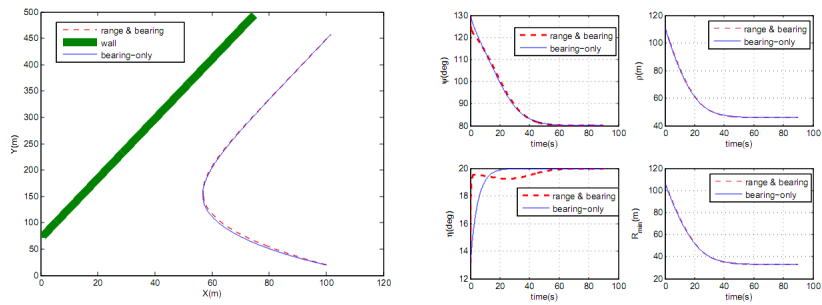 500
450
400
350
300
250
200
150
100
50
0
Y(m)
range & bearing
wall
bearing−only
0 20 40 60 80 100 120
X(m)
130
120
110
100
90
80
ψ(deg)
range & bearing
bearing−only
0 20 40 60 80 100
time(s)
120
100
80
60
40
ρ(m)
range & bearing
bearing−only
0 20 40 60 80 100
time(s)
20
18
16
14
12
η(deg)
range & bearing
bearing−only
0 20 40 60 80 100
time(s)
120
100
80
60
40
20
Rmin(m)
range & bearing
bearing−only
0 20 40 60 80 100
time(s)